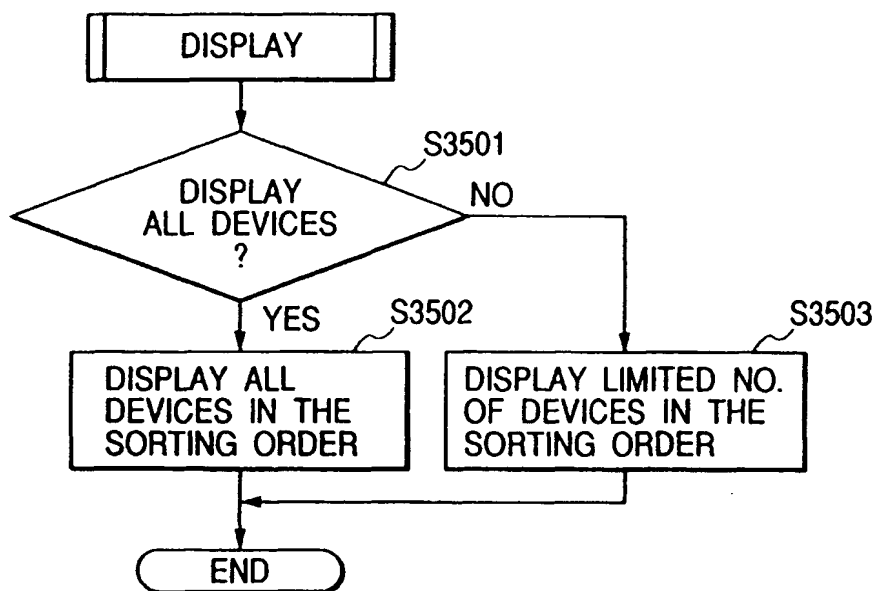 DISPLAY
S3501
DISPLAY
ALL DEVICES
?
NO
YES
S3502
DISPLAY ALL
DEVICES IN THE
SORTING ORDER
S3503
DISPLAY LIMITED NO.
OF DEVICES IN THE
SORTING ORDER
END